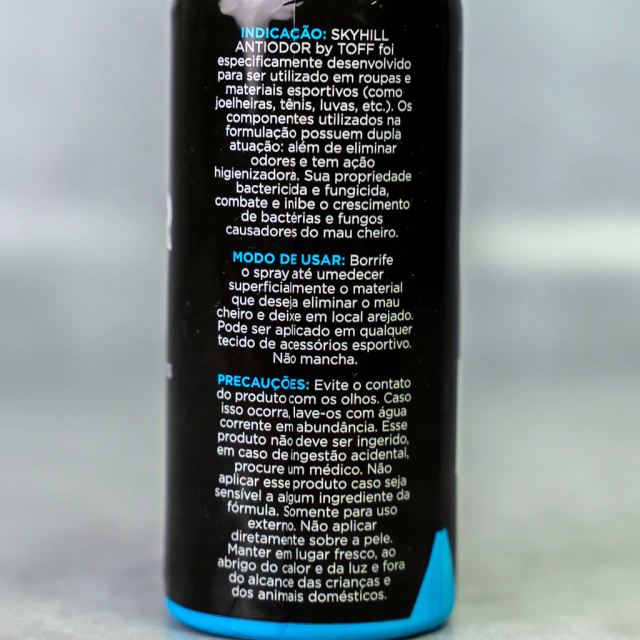 INDICAÇÃO: SKYHILL
ANTIODOR by TOFF foi
especificamente desenvolvido
para ser utilizado em roupas e
materiais esportivos (como
joelheiras, tênis, luvas, etc.). Os
componentes utilizados na
formulação possuem dupla
atuação: além de eliminar
odores e tem ação
higienizadora. Sua propriedade
bactericida e fungicida,
combate e inibe o crescimento
de bactérias e fungos
causadores do mau cheiro.
MODO DE USAR: Borrife
o spray até umedecer
superficialmente o material
que deseja eliminar o mau
cheiro e deixe em local arejado.
Pode ser aplicado em qualquer
tecido de acessórios esportivo.
Não mancha.
PRECAUÇÕES: Evite o contato
do produto com os olhos. Caso
isso ocorra, lave-os com água
corrente em abundância. Esse
produto não deve ser ingerido,
em caso de ingestão acidental,
procure um médico. Não
aplicar esse produto caso seja
sensível a algum ingrediente da
fórmula. Somente para uso
externo. Não aplicar
diretamente sobre a pele.
Manter em lugar fresco, ao
abrigo do calor e da luz e fora
do alcance das crianças e
dos animais domésticos.